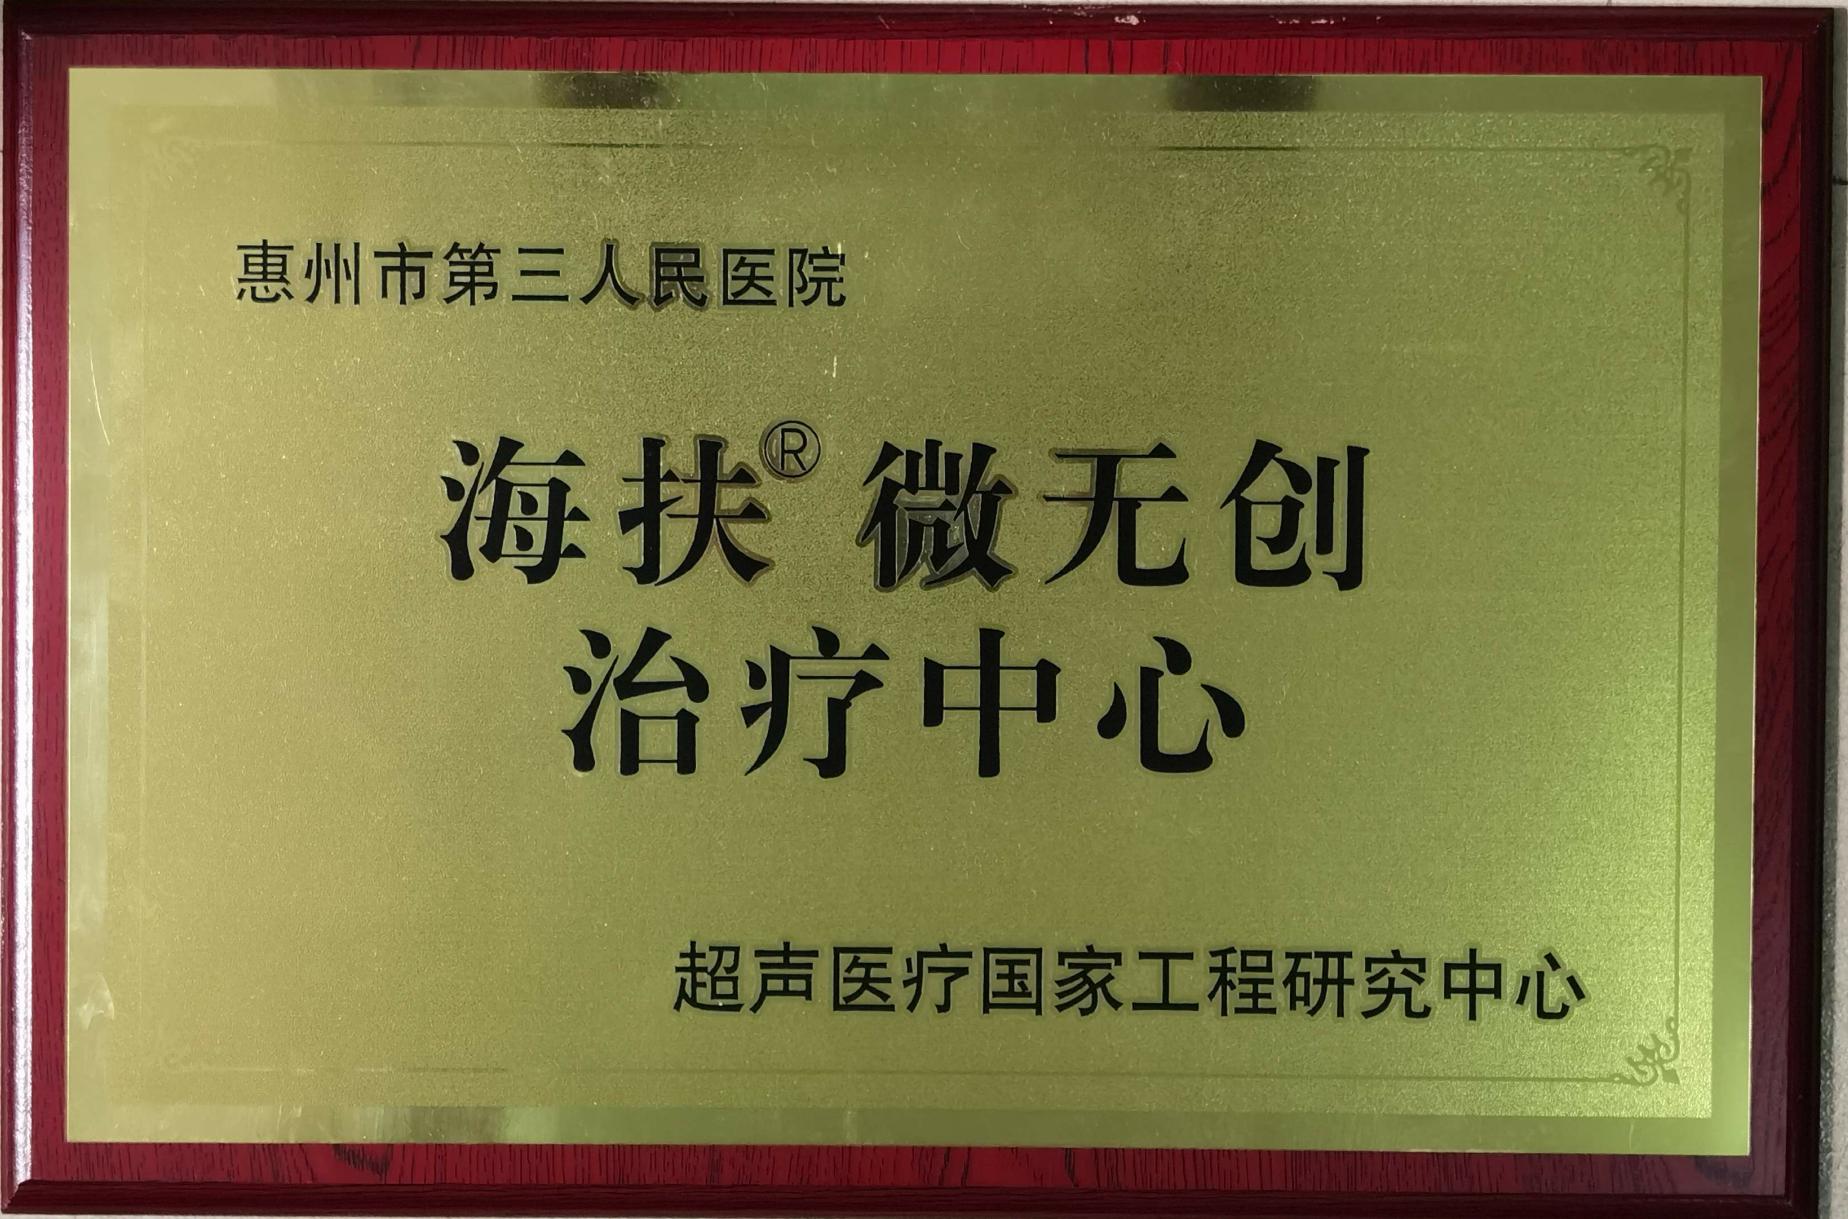 惠州市第三人民医院
海扶® 微无创
治疗中心
超声医疗国家工程研究中心